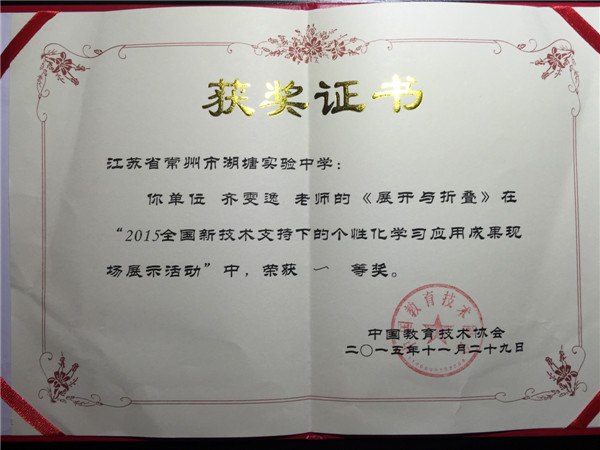 获奖证书
江苏省常州市湖塘实验中学：
你单位 齐雯逸 老师的《展开与折叠》在
“2015全国新技术支持下的个性化学习应用成果现
场展示活动”中，荣获 一 等奖。
中国教育技术协会
二〇一五年十一月二十九日